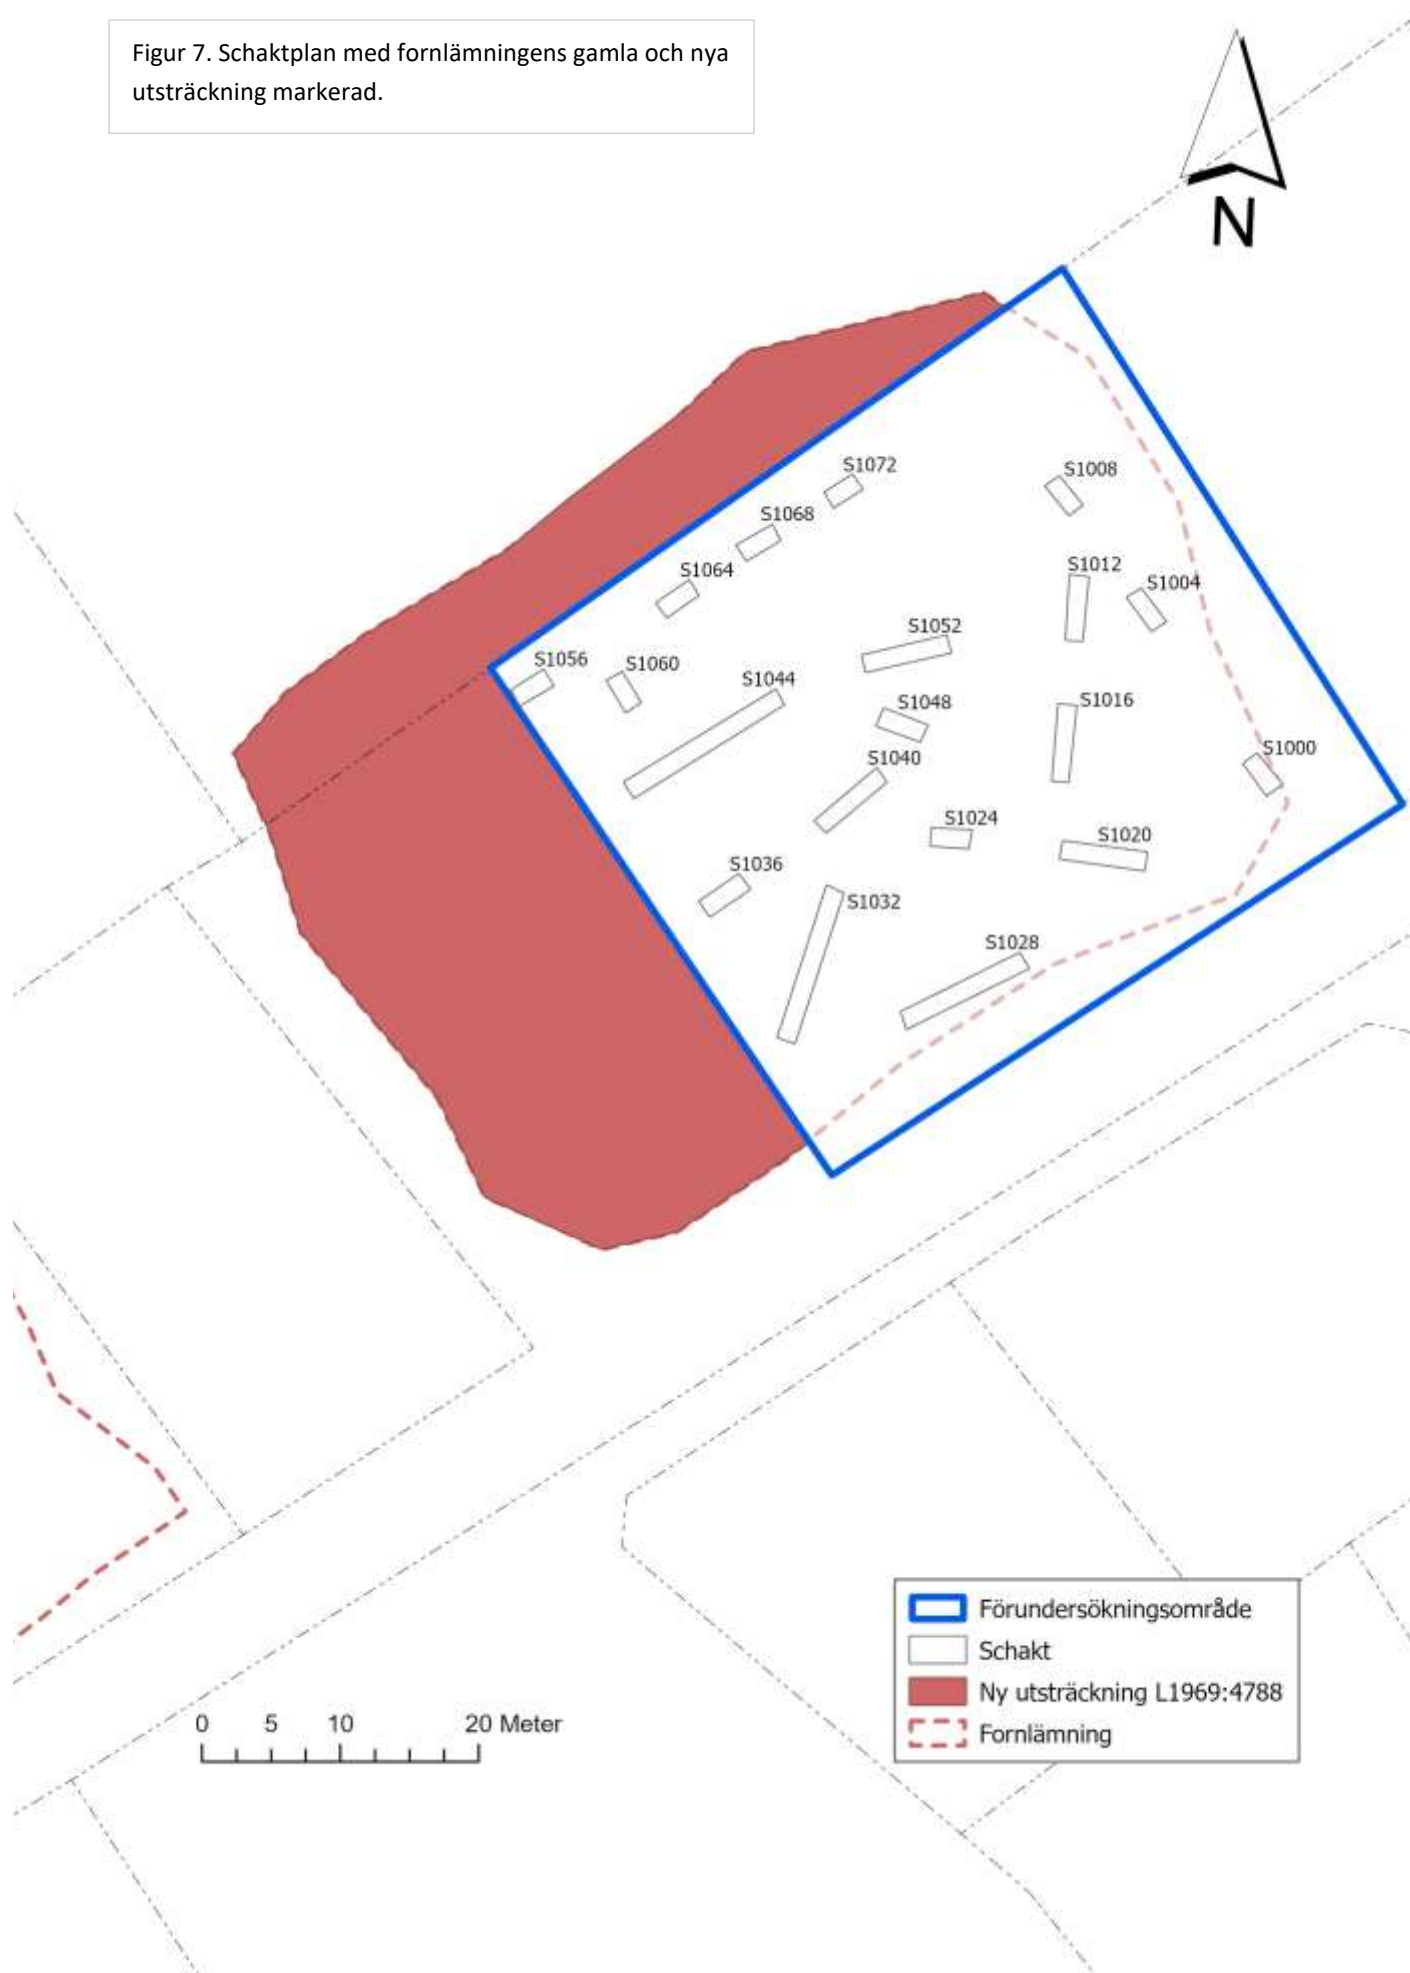 Figur 7. Schaktplan med fornlämningens gamla och nya
utsträckning markerad.
N
S1072
S1008
S1068
S1064
S1012
S1004
S1052
S1056
S1060
S1044
S1048
S1016
S1040
S1000
S1024
S1020
S1036
S1032
S1028
Förundersökningsområde
Schakt
Ny utsträckning L1969:4788
Fornlämning
0 5 10 20 Meter